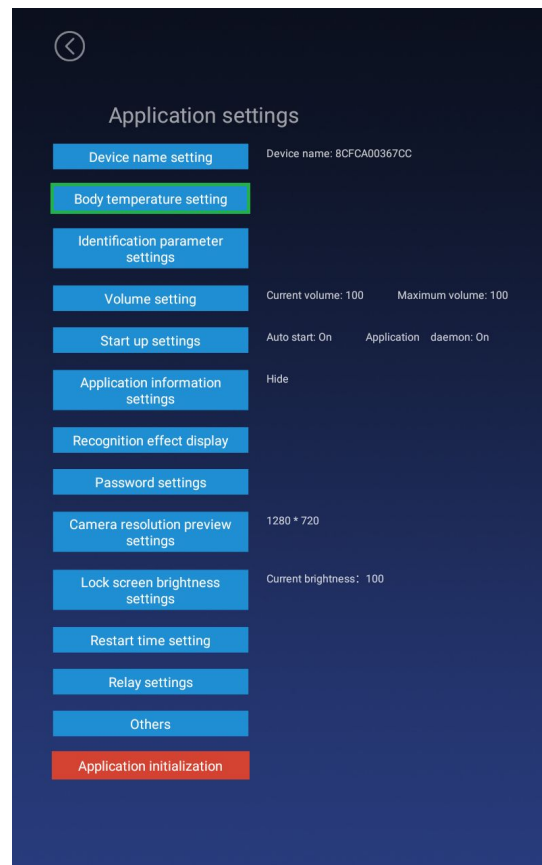 Application settings
Device name setting
Device name: 8CFCA00367CC
Body temperature setting
Identification parameter
settings
Volume setting
Current volume: 100 Maximum volume: 100
Start up settings
Auto start: On Application daemon: On
Application information
settings
Hide
Recognition effect display
Password settings
Camera resolution preview
settings
1280 * 720
Lock screen brightness
settings
Current brightness: 100
Restart time setting
Relay settings
Others
Application initialization